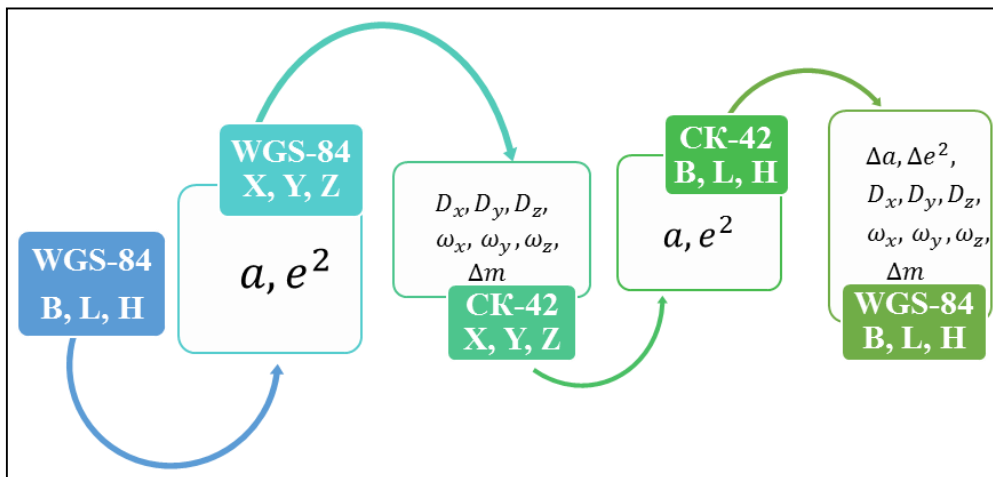 WGS-84
B, L, H
WGS-84
X, Y, Z
a, e²
D_x, D_y, D_z,
ω_x, ω_y, ω_z,
Δm
СК-42
X, Y, Z
СК-42
B, L, H
a, e²
Δa, Δe²,
D_x, D_y, D_z,
ω_x, ω_y, ω_z,
Δm
WGS-84
B, L, H